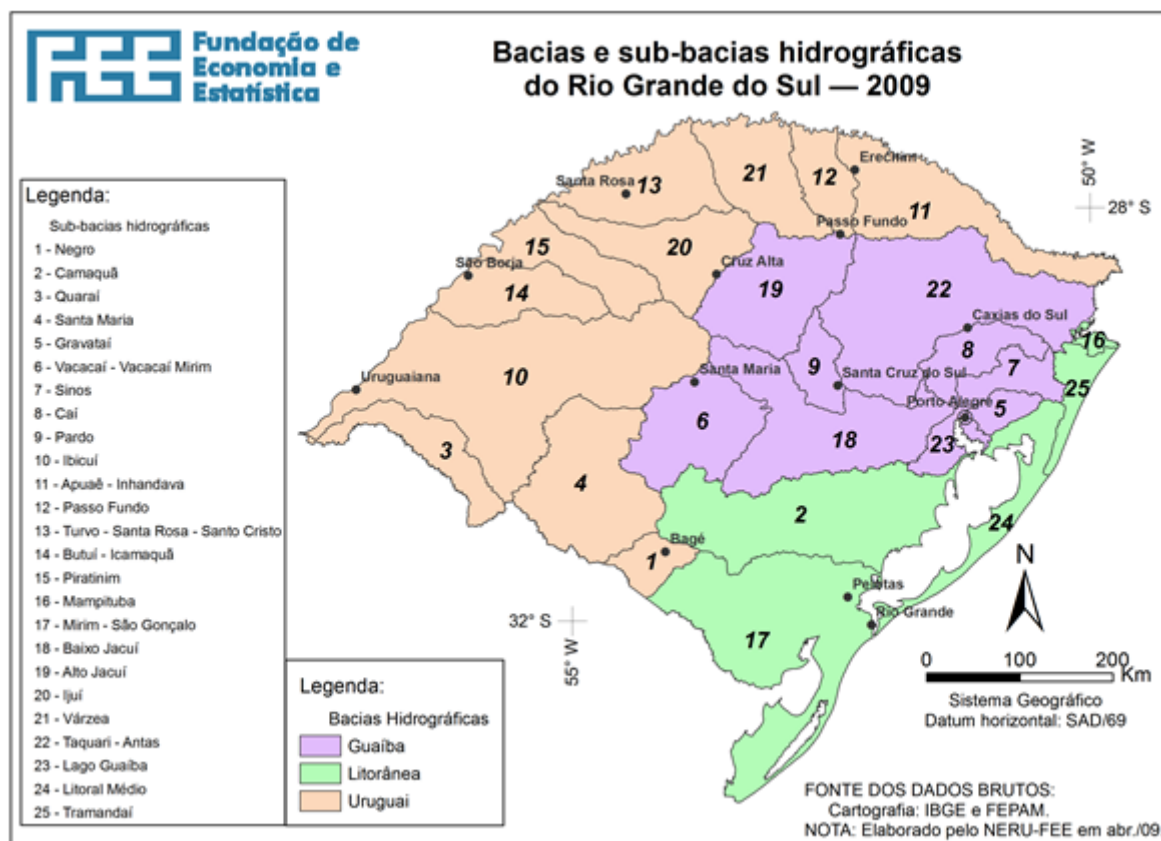 FEE
Fundação de
Economia e
Estatística
Bacias e sub-bacias hidrográficas
do Rio Grande do Sul — 2009
Legenda:
Sub-bacias hidrográficas
1 - Negro
2 - Camaquã
3 - Quaraí
4 - Santa Maria
5 - Gravataí
6 - Vacacaí - Vacacaí Mirim
7 - Sinos
8 - Caí
9 - Pardo
10 - Ibicuí
11 - Apuaê - Inhandava
12 - Passo Fundo
13 - Turvo - Santa Rosa - Santo Cristo
14 - Butuí - Icamaquã
15 - Piratinim
16 - Mampituba
17 - Mirim - São Gonçalo
18 - Baixo Jacuí
19 - Alto Jacuí
20 - Ijuí
21 - Várzea
22 - Taquari - Antas
23 - Lago Guaíba
24 - Litoral Médio
25 - Tramandaí
Legenda:
Bacias Hidrográficas
Guaíba
Litorânea
Uruguai
50° W
28° S
Erechim
21
12
Santa Rosa
13
11
Passo Fundo
15
20
São Borja
Cruz Alta
14
19
22
Caxias do Sul
16
8
7
10
9
Uruguaiana
Santa Maria
Santa Cruz do Sul
25
Porto Alegre
5
6
18
23
3
4
2
24
Bagé
1
N
Pelotas
Rio Grande
32° S
55° W
17
0 100 200
Km
Sistema Geográfico
Datum horizontal: SAD/69
FONTE DOS DADOS BRUTOS:
Cartografia: IBGE e FEPAM.
NOTA: Elaborado pelo NERU-FEE em abr./09